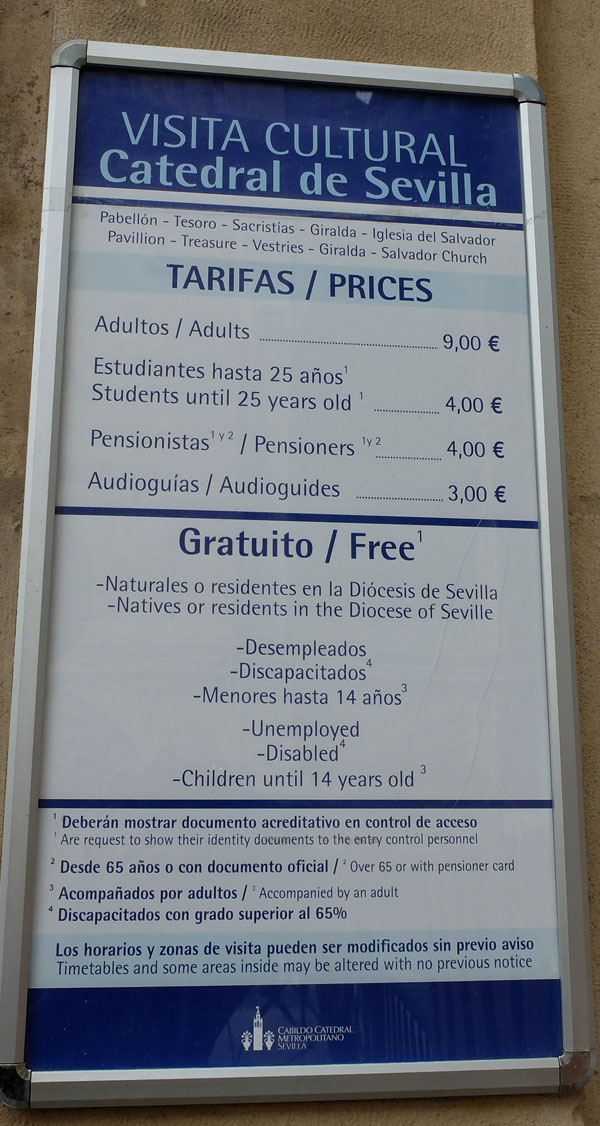 VISITA CULTURAL
Catedral de Sevilla
Pabellón - Tesoro - Sacristías - Giralda - Iglesia del Salvador
Pavillion - Treasure - Vestries - Giralda - Salvador Church
TARIFAS / PRICES
Adultos / Adults ........................................ 9,00 €
Estudiantes hasta 25 años¹
Students until 25 years old ¹ ................ 4,00 €
Pensionistas¹ ʸ ² / Pensioners ¹ʸ ² ................ 4,00 €
Audioguías / Audioguides ..................... 3,00 €
Gratuito / Free¹
-Naturales o residentes en la Diócesis de Sevilla
-Natives or residents in the Diocese of Seville
-Desempleados
-Discapacitados⁴
-Menores hasta 14 años³
-Unemployed
-Disabled⁴
-Children until 14 years old ³
¹ Deberán mostrar documento acreditativo en control de acceso
¹ Are request to show their identity documents to the entry control personnel
² Desde 65 años o con documento oficial / ² Over 65 or with pensioner card
³ Acompañados por adultos / ³ Accompanied by an adult
⁴ Discapacitados con grado superior al 65%
Los horarios y zonas de visita pueden ser modificados sin previo aviso
Timetables and some areas inside may be altered with no previous notice
CABILDO CATEDRAL
METROPOLITANO
SEVILLA